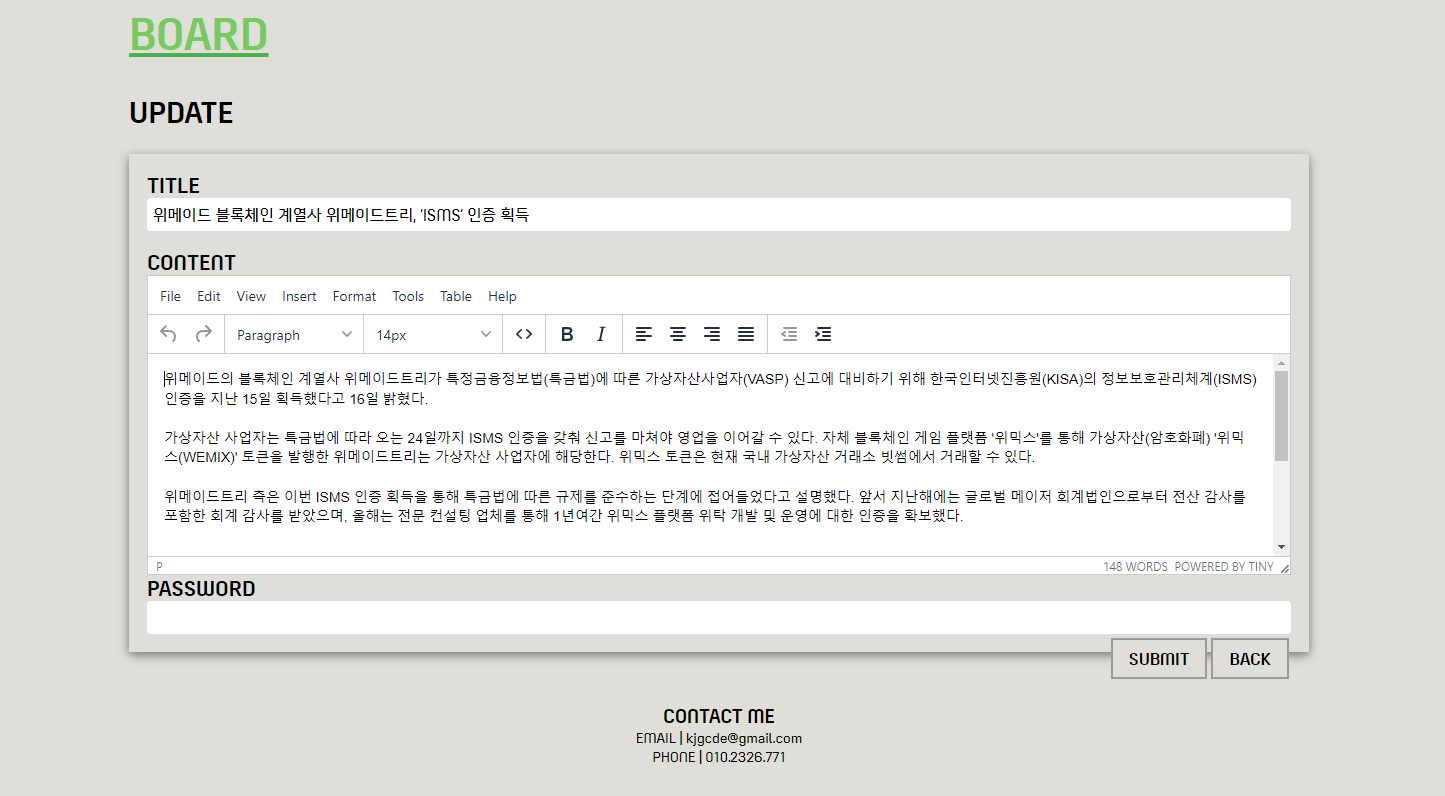 BOARD
UPDATE
TITLE
위메이드 블록체인 계열사 위메이드트리, 'ISMS' 인증 획득
CONTENT
File Edit View Insert Format Tools Table Help
Paragraph 14px <> B I
위메이드의 블록체인 계열사 위메이드트리가 특정금융정보법(특금법)에 따른 가상자산사업자(VASP) 신고에 대비하기 위해 한국인터넷진흥원(KISA)의 정보보호관리체계(ISMS)
인증을 지난 15일 획득했다고 16일 밝혔다.
가상자산 사업자는 특금법에 따라 오는 24일까지 ISMS 인증을 갖춰 신고를 마쳐야 영업을 이어갈 수 있다. 자체 블록체인 게임 플랫폼 '위믹스'를 통해 가상자산(암호화폐) '위믹
스(WEMIX)' 토큰을 발행한 위메이드트리는 가상자산 사업자에 해당한다. 위믹스 토큰은 현재 국내 가상자산 거래소 빗썸에서 거래할 수 있다.
위메이드트리 측은 이번 ISMS 인증 획득을 통해 특금법에 따른 규제를 준수하는 단계에 접어들었다고 설명했다. 앞서 지난해에는 글로벌 메이저 회계법인으로부터 전산 감사를
포함한 회계 감사를 받았으며, 올해는 전문 컨설팅 업체를 통해 1년여간 위믹스 플랫폼 위탁 개발 및 운영에 대한 인증을 확보했다.
P 148 WORDS POWERED BY TINY
PASSWORD
SUBMIT BACK
CONTACT ME
EMAIL | kjgcde@gmail.com
PHONE | 010.2326.771